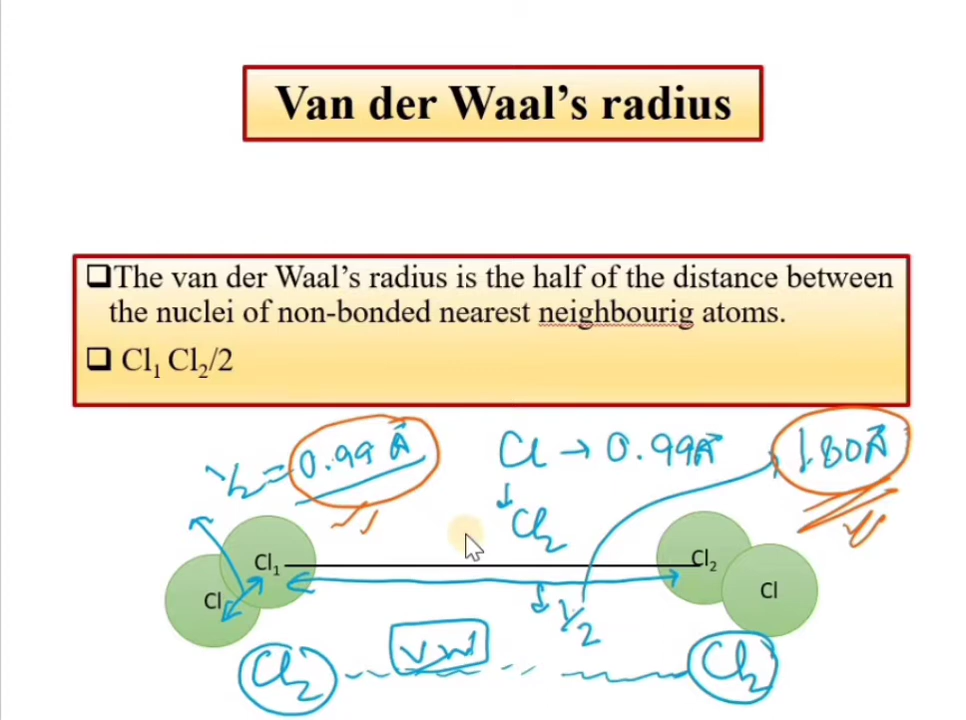 Van der Waal’s radius
❑The van der Waal’s radius is the half of the distance between
the nuclei of non-bonded nearest neighbourig atoms.
❑ Cl₁ Cl₂/2
½ = 0.99 Å
Cl → 0.99Å
1.80Å
Cl₂
Cl₁
Cl₂
Cl
Cl
½
Cl₂
VW
Cl₂